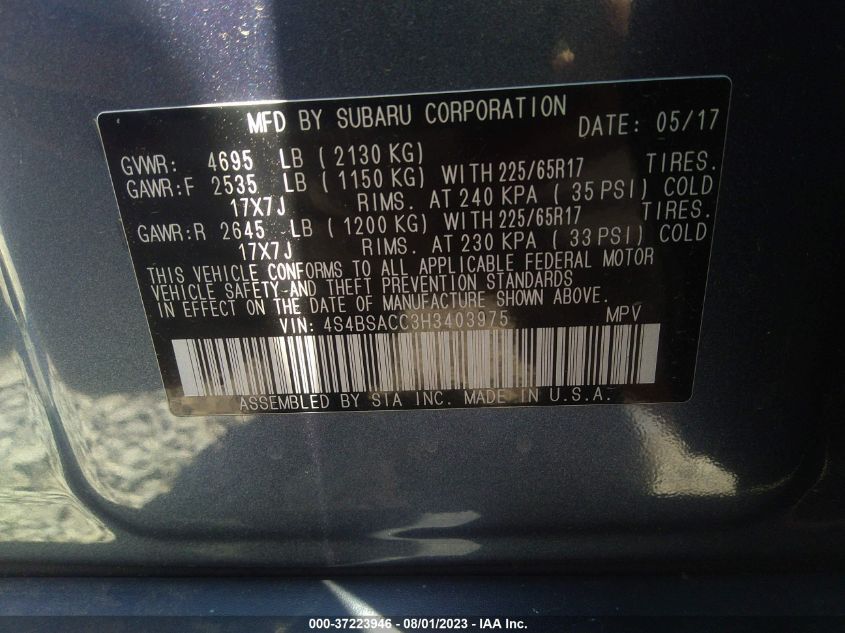 MFD BY SUBARU CORPORATION DATE: 05/17
GVWR: 4695 LB ( 2130 KG)
GAWR:F 2535 LB ( 1150 KG) WITH 225/65R17 TIRES.
17X7J RIMS. AT 240 KPA ( 35 PSI) COLD
GAWR:R 2645 LB ( 1200 KG) WITH 225/65R17 TIRES.
17X7J RIMS. AT 230 KPA ( 33 PSI) COLD
THIS VEHICLE CONFORMS TO ALL APPLICABLE FEDERAL MOTOR
VEHICLE SAFETY AND THEFT PREVENTION STANDARDS
IN EFFECT ON THE DATE OF MANUFACTURE SHOWN ABOVE.
VIN: 4S4BSACC3H3403975 MPV
ASSEMBLED BY SIA INC. MADE IN U.S.A.
000-37223946 - 08/01/2023 - IAA Inc.